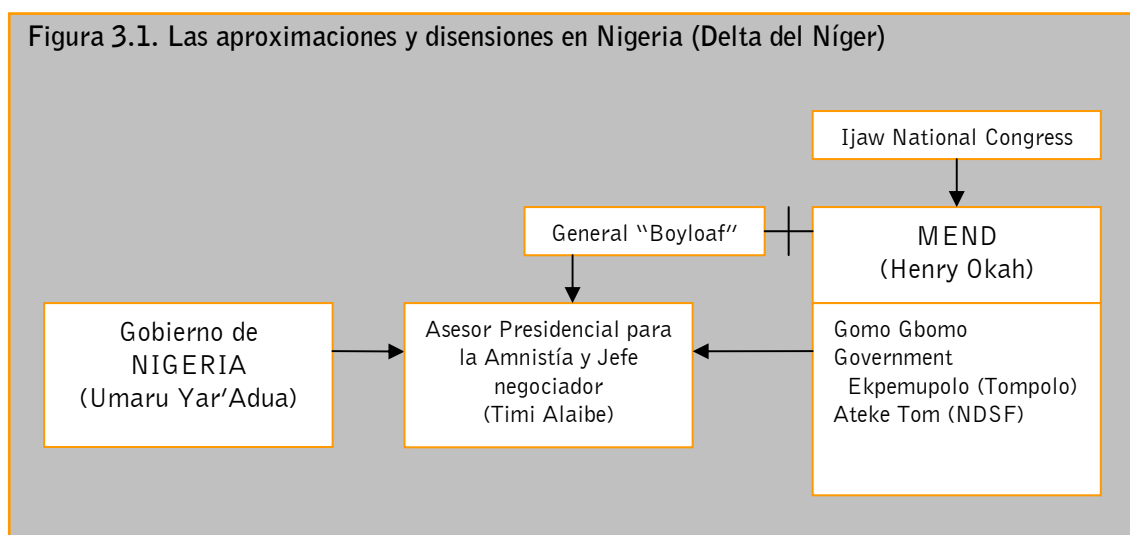 Figura 3.1. Las aproximaciones y disensiones en Nigeria (Delta del Níger)
Ijaw National Congress
General “Boyloaf”
MEND
(Henry Okah)
Gobierno de
NIGERIA
(Umaru Yar’Adua)
Asesor Presidencial para
la Amnistía y Jefe
negociador
(Timi Alaibe)
Gomo Gbomo
Government
Ekpemupolo (Tompolo)
Ateke Tom (NDSF)